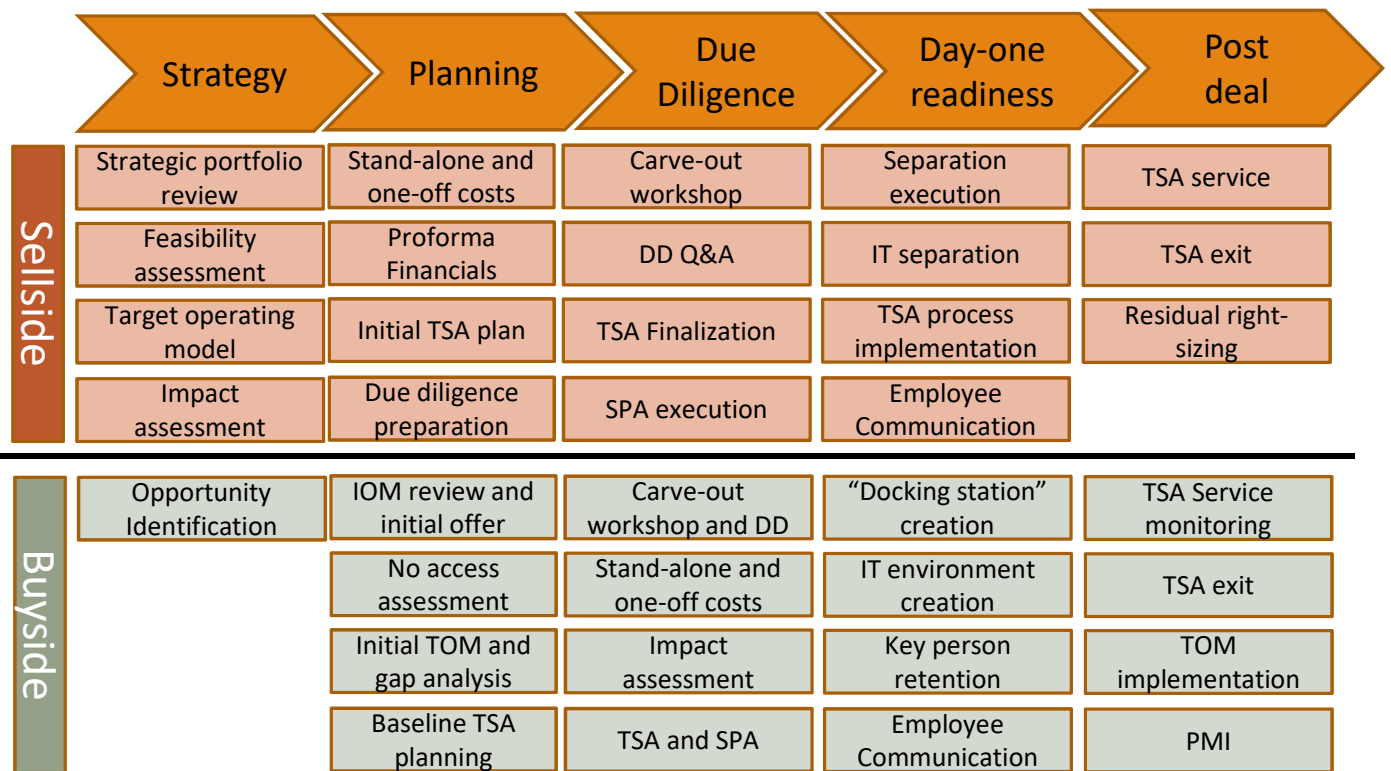 Strategy
Planning
Due
Diligence
Day-one
readiness
Post
deal
Sellside
Strategic portfolio
review
Stand-alone and
one-off costs
Carve-out
workshop
Separation
execution
TSA service
Feasibility
assessment
Proforma
Financials
DD Q&A
IT separation
TSA exit
Target operating
model
Initial TSA plan
TSA Finalization
TSA process
implementation
Residual right-
sizing
Impact
assessment
Due diligence
preparation
SPA execution
Employee
Communication
Buyside
Opportunity
Identification
IOM review and
initial offer
Carve-out
workshop and DD
“Docking station”
creation
TSA Service
monitoring
No access
assessment
Stand-alone and
one-off costs
IT environment
creation
TSA exit
Initial TOM and
gap analysis
Impact
assessment
Key person
retention
TOM
implementation
Baseline TSA
planning
TSA and SPA
Employee
Communication
PMI